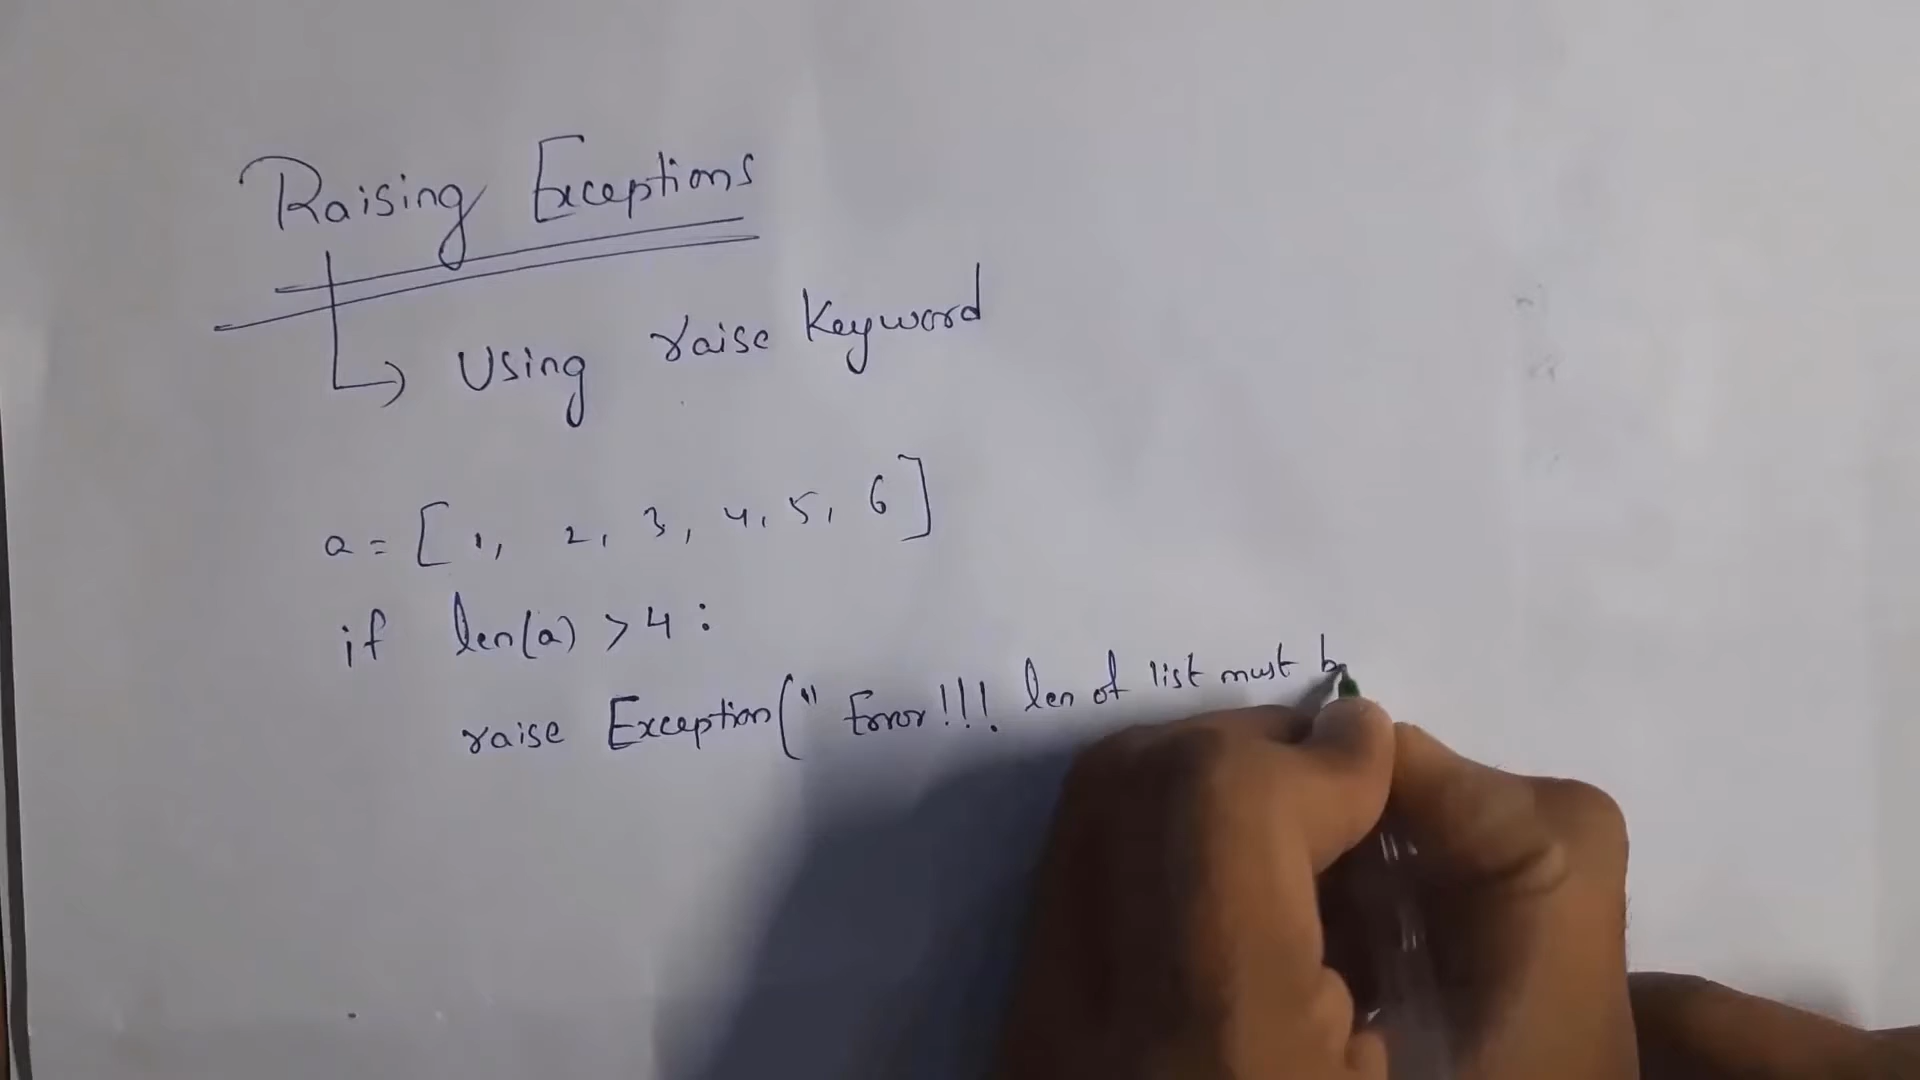 Raising Exceptions
Using raise Keyword
a = [ 1, 2, 3, 4, 5, 6 ]
if len(a) > 4 :
raise Exception(" Error!!! len of list must b